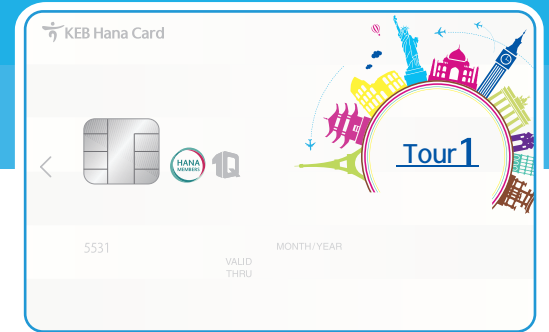 KEB Hana Card
Tour1
HANA
MEMBERS
1Q
5531
MONTH/YEAR
VALID
THRU